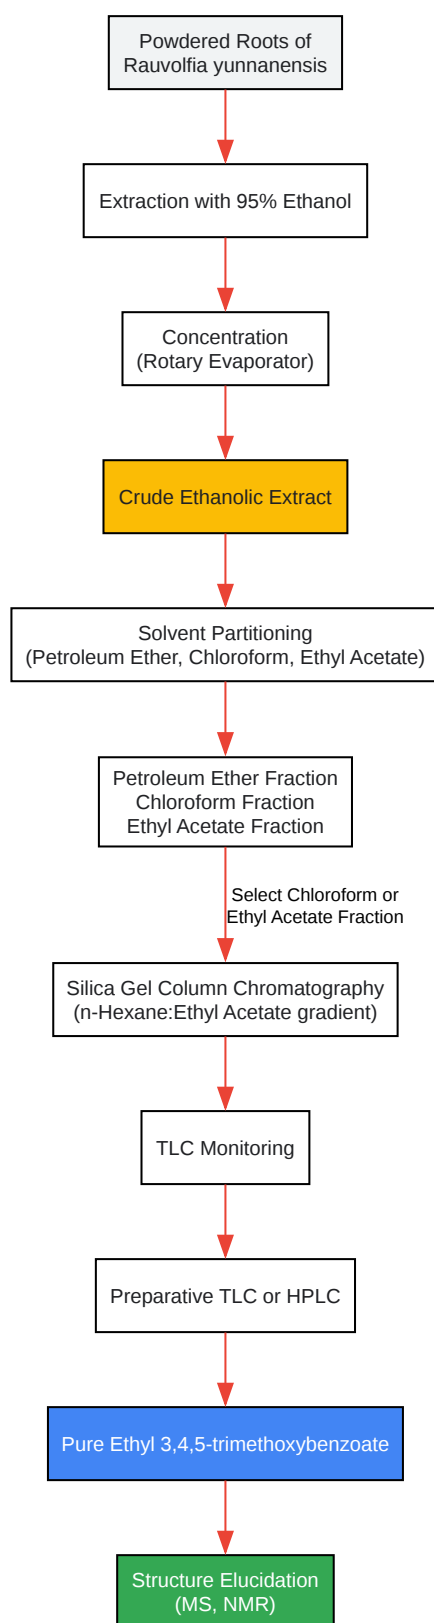 Powdered Roots of
Rauvolfia yunnanensis
Extraction with 95% Ethanol
Concentration
(Rotary Evaporator)
Crude Ethanolic Extract
Solvent Partitioning
(Petroleum Ether, Chloroform, Ethyl Acetate)
Petroleum Ether Fraction
Chloroform Fraction
Ethyl Acetate Fraction
Select Chloroform or
Ethyl Acetate Fraction
Silica Gel Column Chromatography
(n-Hexane:Ethyl Acetate gradient)
TLC Monitoring
Preparative TLC or HPLC
Pure Ethyl 3,4,5-trimethoxybenzoate
Structure Elucidation
(MS, NMR)